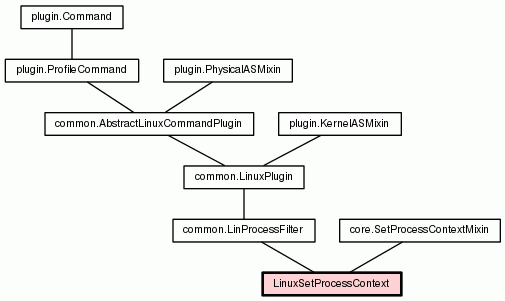 plugin.Command
plugin.ProfileCommand
plugin.PhysicalASMixin
common.AbstractLinuxCommandPlugin
plugin.KernelASMixin
common.LinuxPlugin
common.LinProcessFilter
core.SetProcessContextMixin
LinuxSetProcessContext